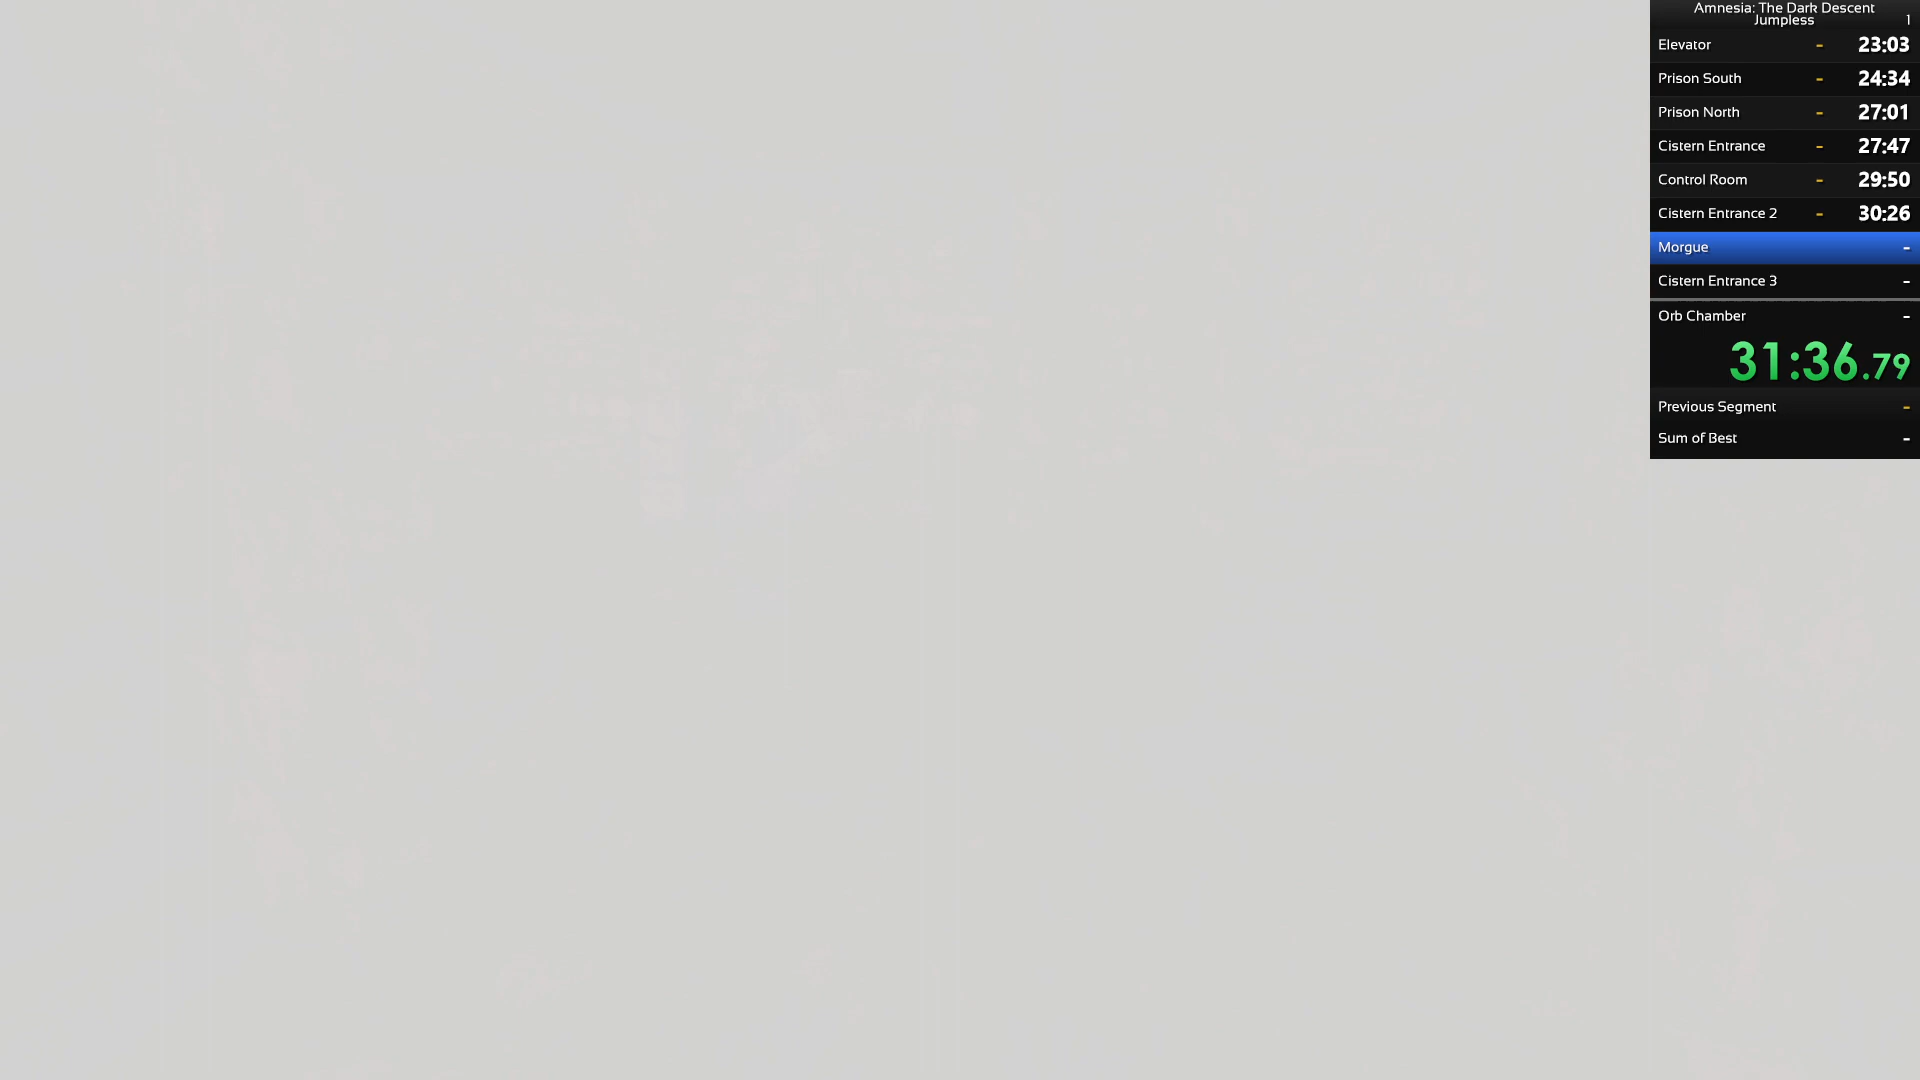 Amnesia: The Dark Descent
Jumpless 1
Elevator - 23:03
Prison South - 24:34
Prison North - 27:01
Cistern Entrance - 27:47
Control Room - 29:50
Cistern Entrance 2 - 30:26
Morgue -
Cistern Entrance 3 -
Orb Chamber -
31:36.79
Previous Segment -
Sum of Best -